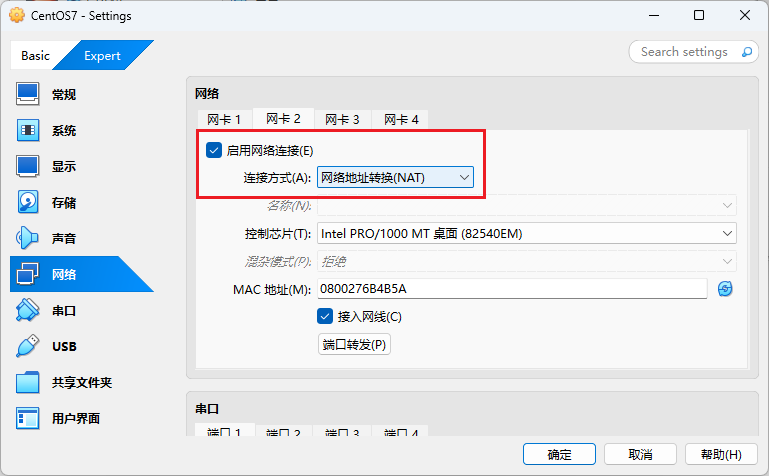 CentOS7 - Settings
Basic
Expert
Search settings
常规
系统
显示
存储
声音
网络
串口
USB
共享文件夹
用户界面
网络
网卡 1 网卡 2 网卡 3 网卡 4
启用网络连接(E)
连接方式(A): 网络地址转换(NAT)
名称(N):
控制芯片(T): Intel PRO/1000 MT 桌面 (82540EM)
混杂模式(P): 拒绝
MAC 地址(M): 0800276B4B5A
接入网线(C)
端口转发(P)
串口
端口 1 端口 2 端口 3 端口 4
确定 取消 帮助(H)